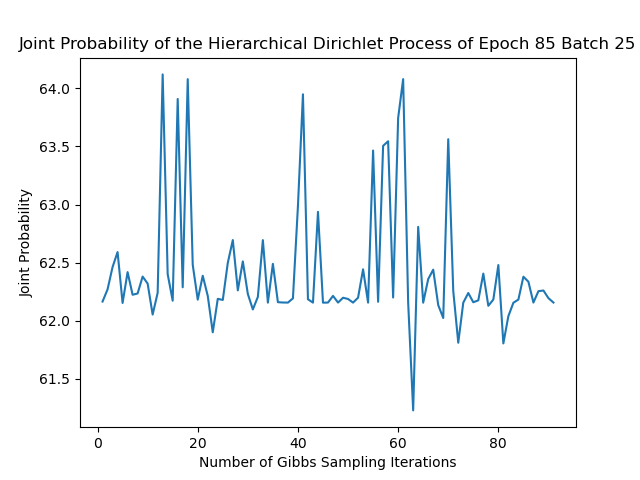 Joint Probability of the Hierarchical Dirichlet Process of Epoch 85 Batch 25
64.0
63.5
63.0
62.5
62.0
61.5
Joint Probability
0 20 40 60 80
Number of Gibbs Sampling Iterations